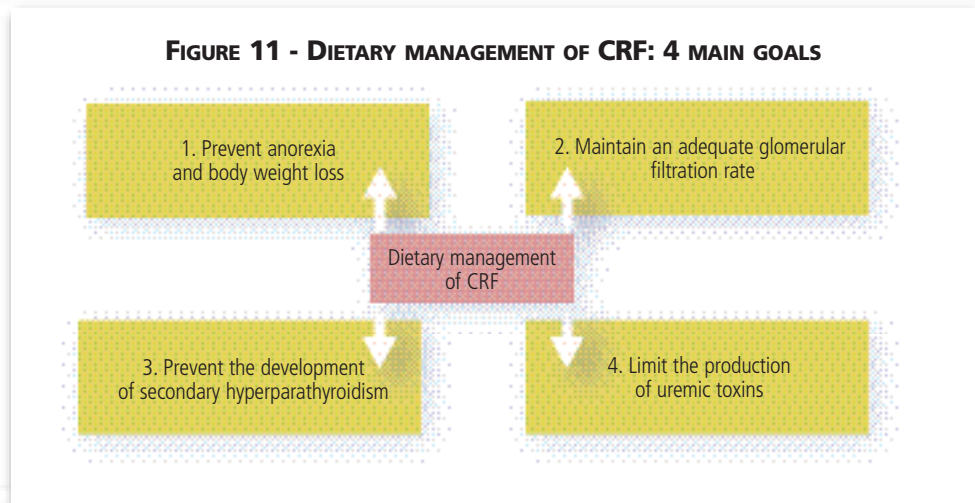 FIGURE 11 - DIETARY MANAGEMENT OF CRF: 4 MAIN GOALS
1. Prevent anorexia
and body weight loss
2. Maintain an adequate glomerular
filtration rate
Dietary management
of CRF
3. Prevent the development
of secondary hyperparathyroidism
4. Limit the production
of uremic toxins